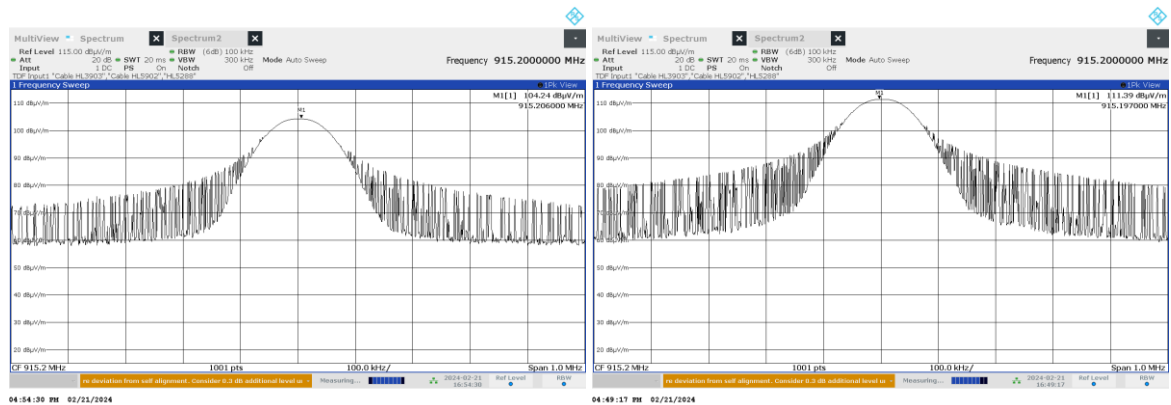 MultiView Spectrum X Spectrum2 X
Ref Level 115.00 dBµV/m RBW (6dB) 100 kHz
Att 20 dB SWT 20 ms VBW 300 kHz Mode Auto Sweep Frequency 915.2000000 MHz
Input 1 DC PS On Notch Off
TDF Input1 "Cable HL3903","Cable HL5902","HL5288"
1 Frequency Sweep 1Pk View
M1[1] 104.24 dBµV/m
915.206000 MHz
M1
110 dBµV/m
100 dBµV/m
90 dBµV/m
80 dBµV/m
70 dBµV/m
60 dBµV/m
50 dBµV/m
40 dBµV/m
30 dBµV/m
20 dBµV/m
CF 915.2 MHz 1001 pts 100.0 kHz/ Span 1.0 MHz
re deviation from self alignment. Consider 0.3 dB additional level u Measuring... 2024-02-21 16:54:30 Ref Level RBW
04:54:30 PM 02/21/2024
MultiView Spectrum X Spectrum2 X
Ref Level 115.00 dBµV/m RBW (6dB) 100 kHz
Att 20 dB SWT 20 ms VBW 300 kHz Mode Auto Sweep Frequency 915.2000000 MHz
Input 1 DC PS On Notch Off
TDF Input1 "Cable HL3903","Cable HL5902","HL5288"
1 Frequency Sweep 1Pk View
M1[1] 111.39 dBµV/m
915.197000 MHz
M1
110 dBµV/m
100 dBµV/m
90 dBµV/m
80 dBµV/m
70 dBµV/m
60 dBµV/m
50 dBµV/m
40 dBµV/m
30 dBµV/m
20 dBµV/m
CF 915.2 MHz 1001 pts 100.0 kHz/ Span 1.0 MHz
re deviation from self alignment. Consider 0.3 dB additional level u Measuring... 2024-02-21 16:49:17 Ref Level RBW
04:49:17 PM 02/21/2024